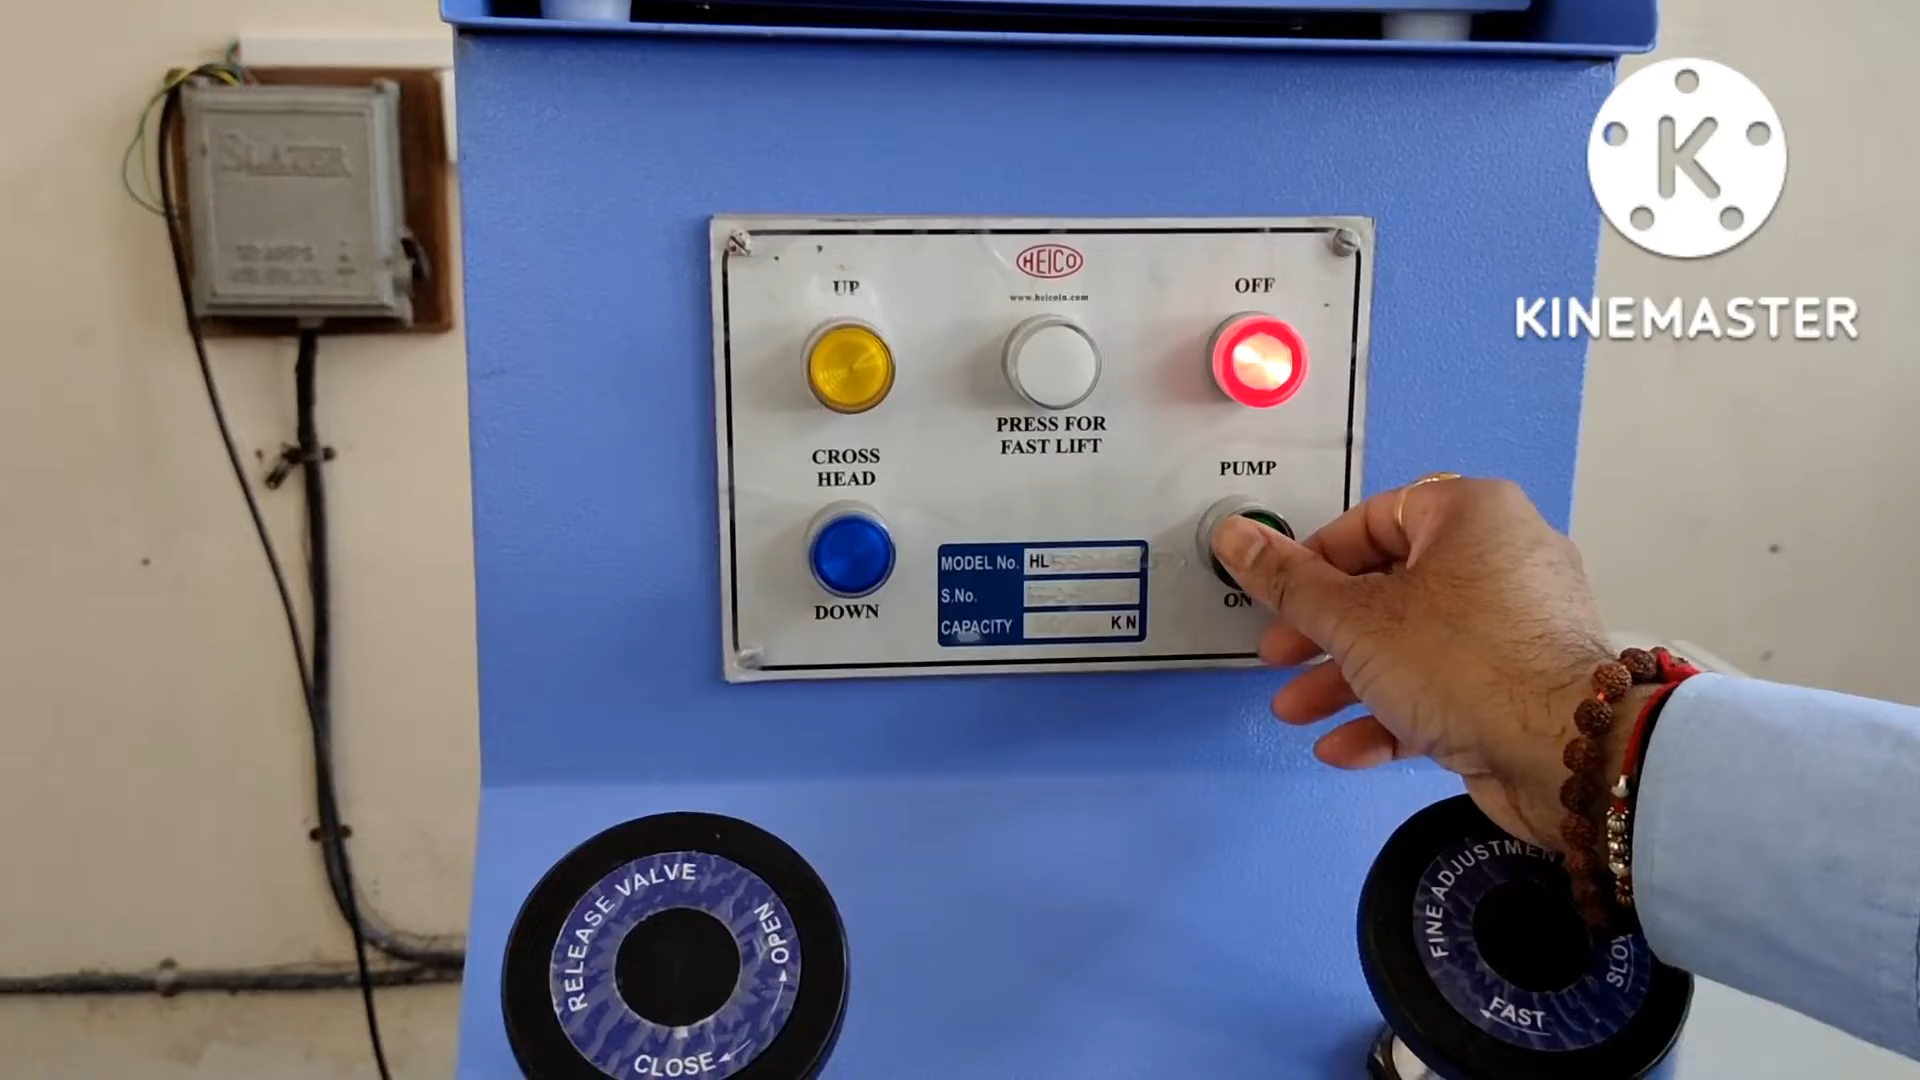 SLATER
K
KINEMASTER
HEICO
www.heicoin.com
UP
OFF
PRESS FOR
FAST LIFT
CROSS
HEAD
PUMP
DOWN
ON
MODEL No. HL
S.No.
CAPACITY KN
RELEASE VALVE
OPEN
CLOSE
FINE ADJUSTMEN
SLOW
FAST